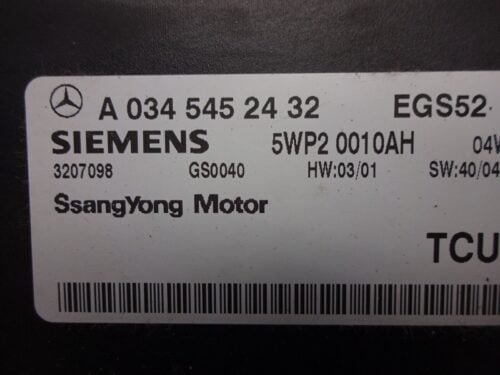 A 034 545 24 32 EGS52
SIEMENS 5WP2 0010AH 04
3207098 GS0040 HW:03/01 SW:40/04
SsangYong Motor
TCU